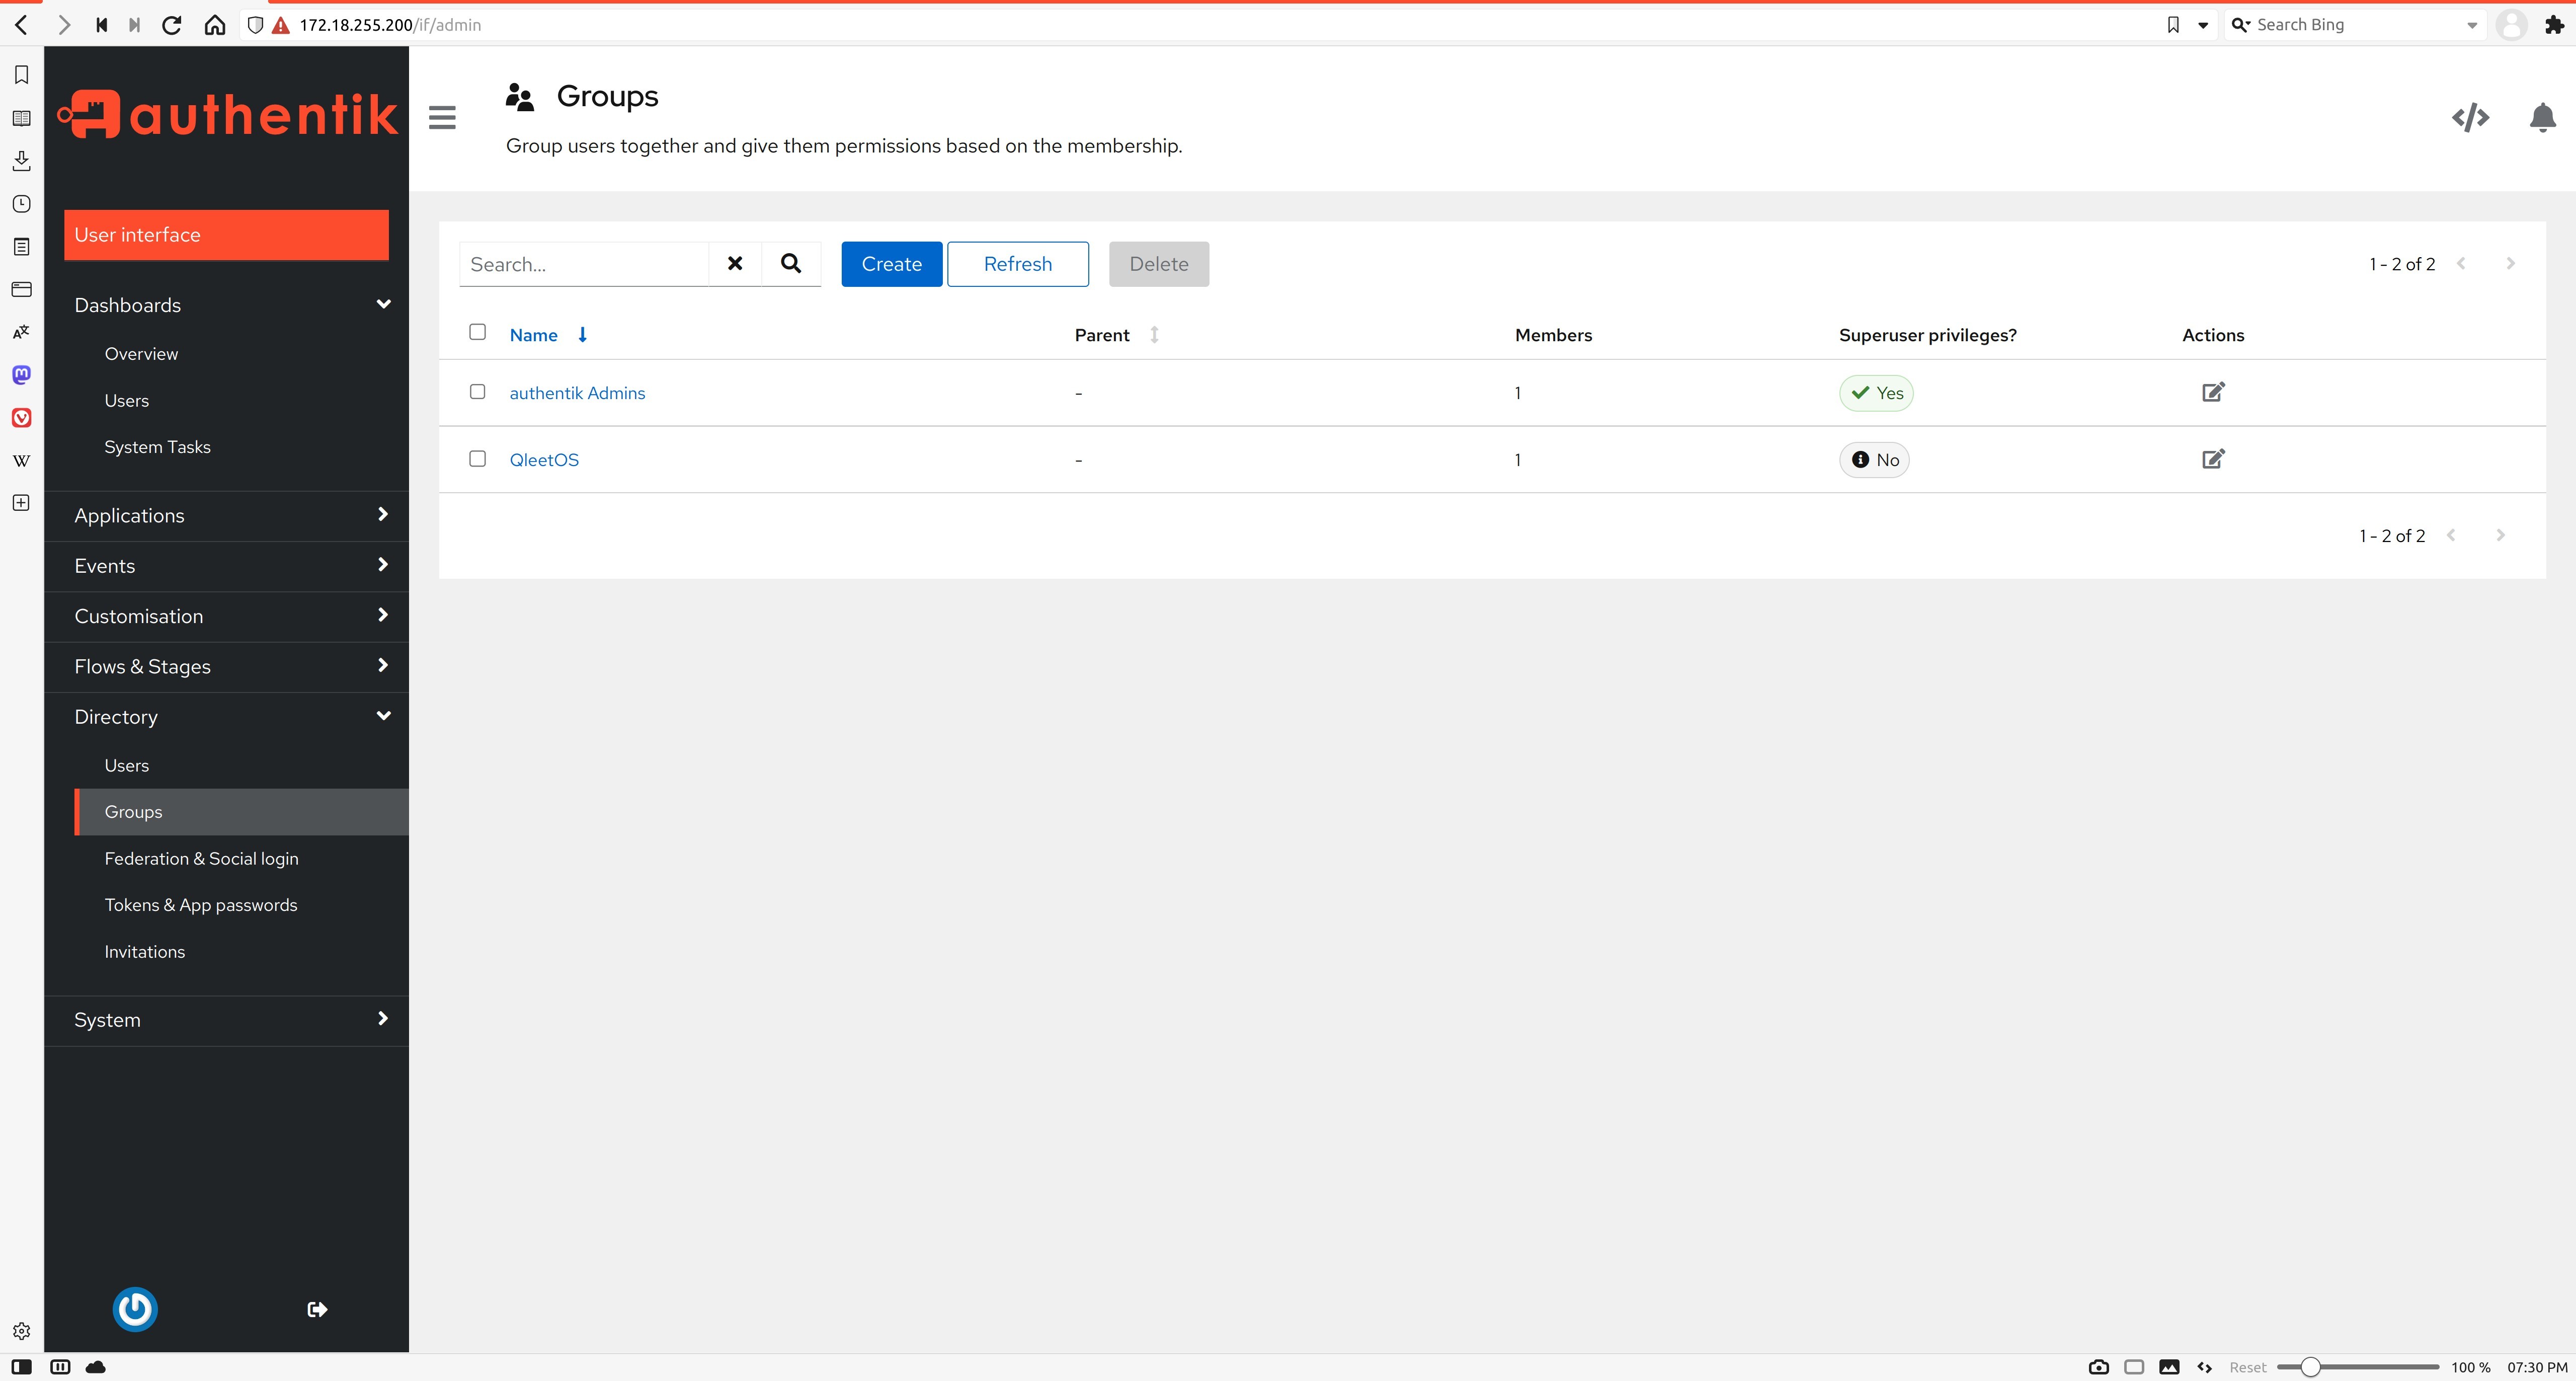 172.18.255.200/if/admin
Search Bing
authentik
Groups
Group users together and give them permissions based on the membership.
User interface
Dashboards
Overview
Users
System Tasks
Applications
Events
Customisation
Flows & Stages
Directory
Users
Groups
Federation & Social login
Tokens & App passwords
Invitations
System
Search... Create Refresh Delete 1 - 2 of 2
Name Parent Members Superuser privileges? Actions
authentik Admins - 1 Yes
QleetOS - 1 No
1 - 2 of 2
Reset 100 % 07:30 PM